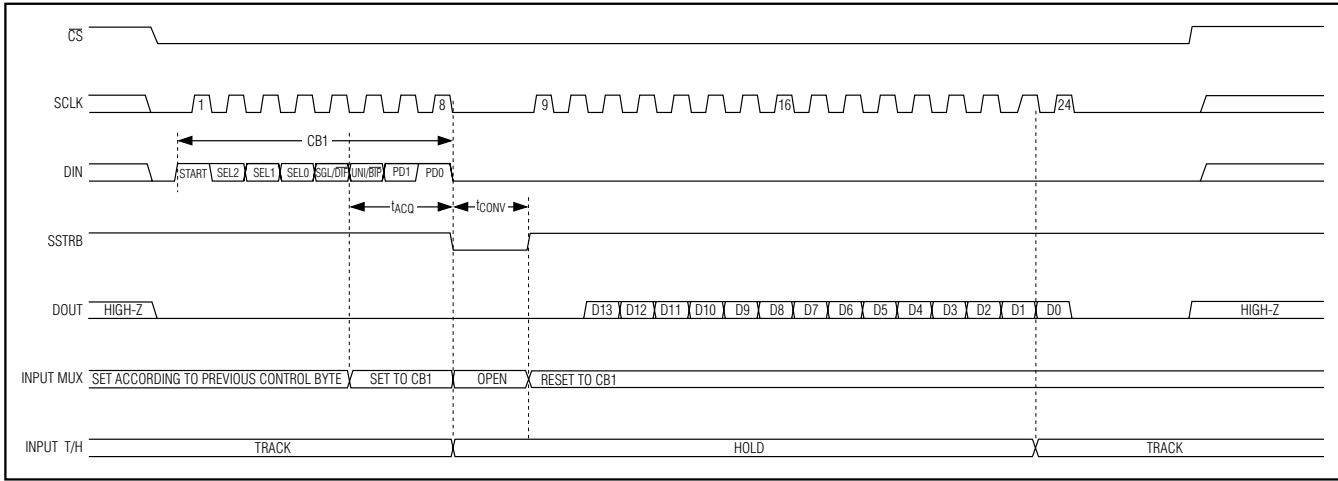 CS
SCLK 1 8 9 16 24
CB1
DIN START SEL2 SEL1 SEL0 SGL/DIF UNI/BIP PD1 PD0
tACQ tCONV
SSTRB
DOUT HIGH-Z D13 D12 D11 D10 D9 D8 D7 D6 D5 D4 D3 D2 D1 D0 HIGH-Z
INPUT MUX SET ACCORDING TO PREVIOUS CONTROL BYTE SET TO CB1 OPEN RESET TO CB1
INPUT T/H TRACK HOLD TRACK